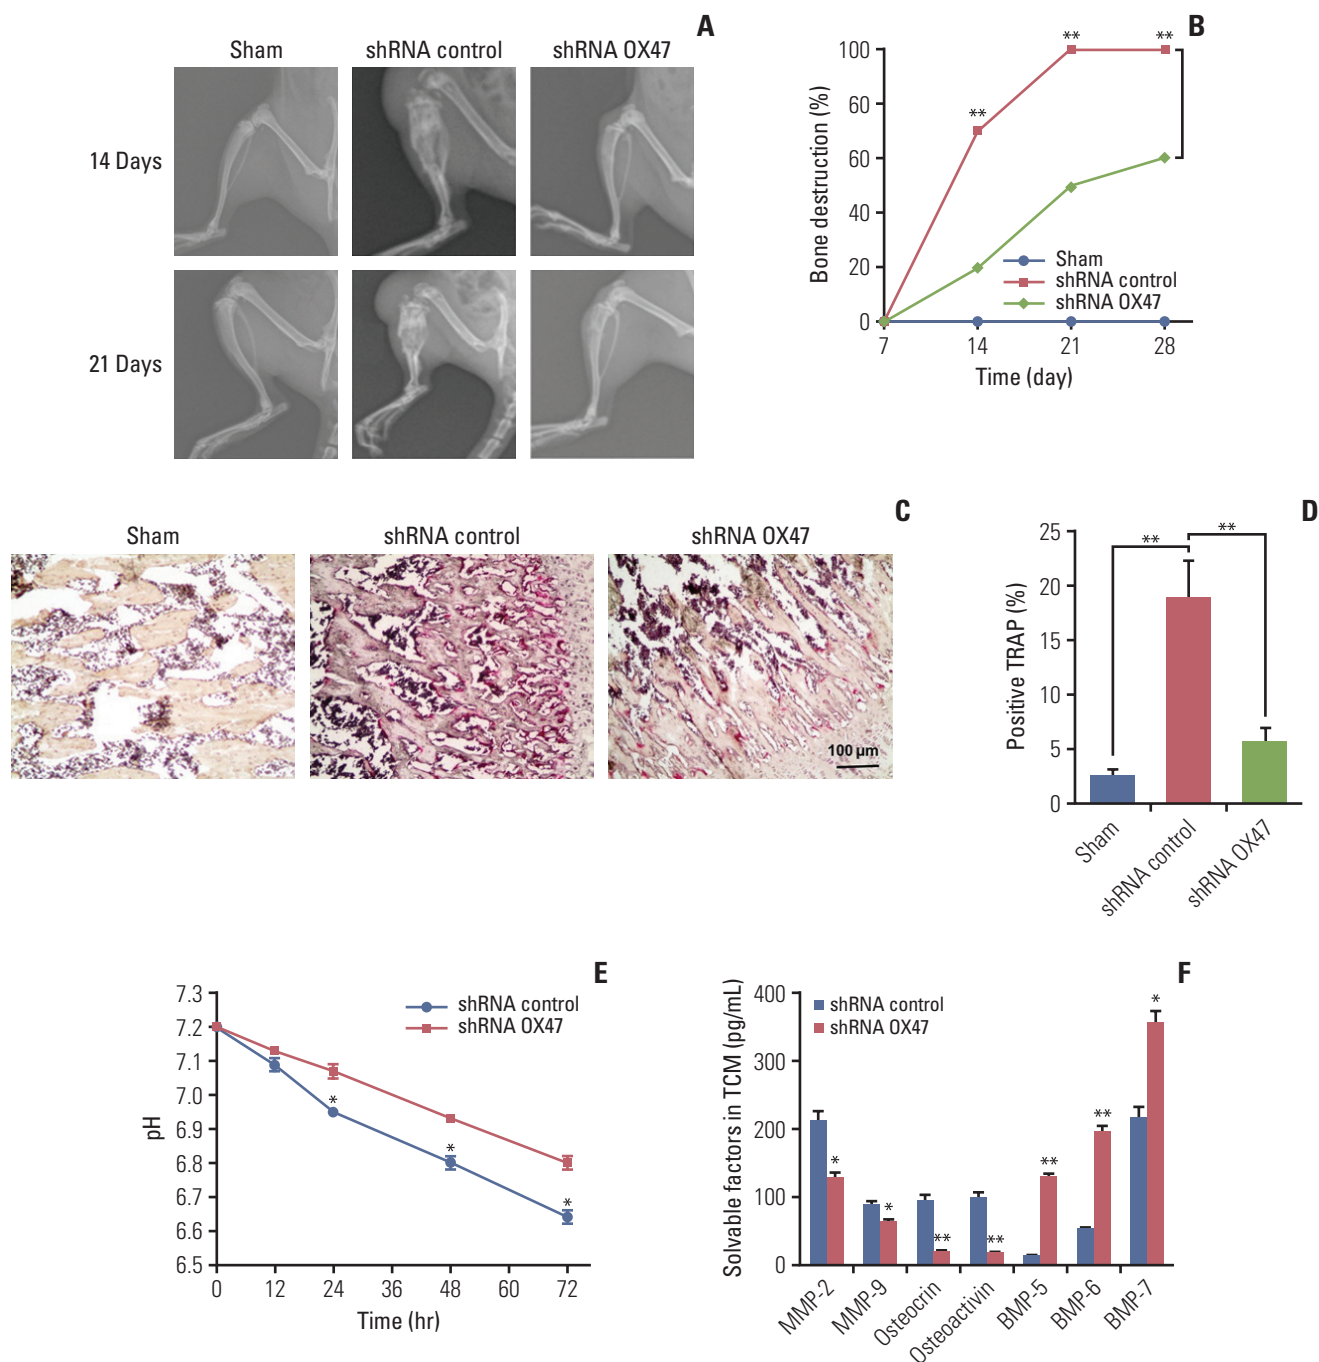 A
Sham
shRNA control
shRNA OX47
14 Days
21 Days
B
Bone destruction (%)
100
60
60
40
20
0
** ** **
Sham
shRNA control
shRNA OX47
7 14 21 28
Time (day)
C
Sham
shRNA control
shRNA OX47
100 µm
D
Positive TRAP (%)
25
20
15
10
5
0
** **
Sham
shRNA control
shRNA OX47
E
pH
7.3
7.2
7.1
7.0
6.9
6.8
6.7
6.6
6.5
shRNA control
shRNA OX47
* * *
0 12 24 36 48 60 72
Time (hr)
F
Solvable factors in TCM (pg/mL)
400
300
200
100
0
shRNA control
shRNA OX47
* * ** ** ** ** *
MMP-2
MMP-9
Osteocrin
Osteoactivin
BMP-5
BMP-6
BMP-7